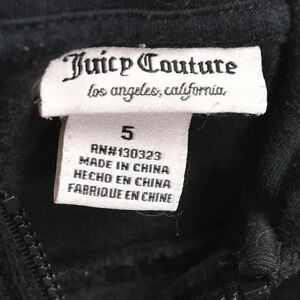 Juicy Couture
los angeles, california
5
RN#130323
MADE IN CHINA
HECHO EN CHINA
FABRIQUE EN CHINE